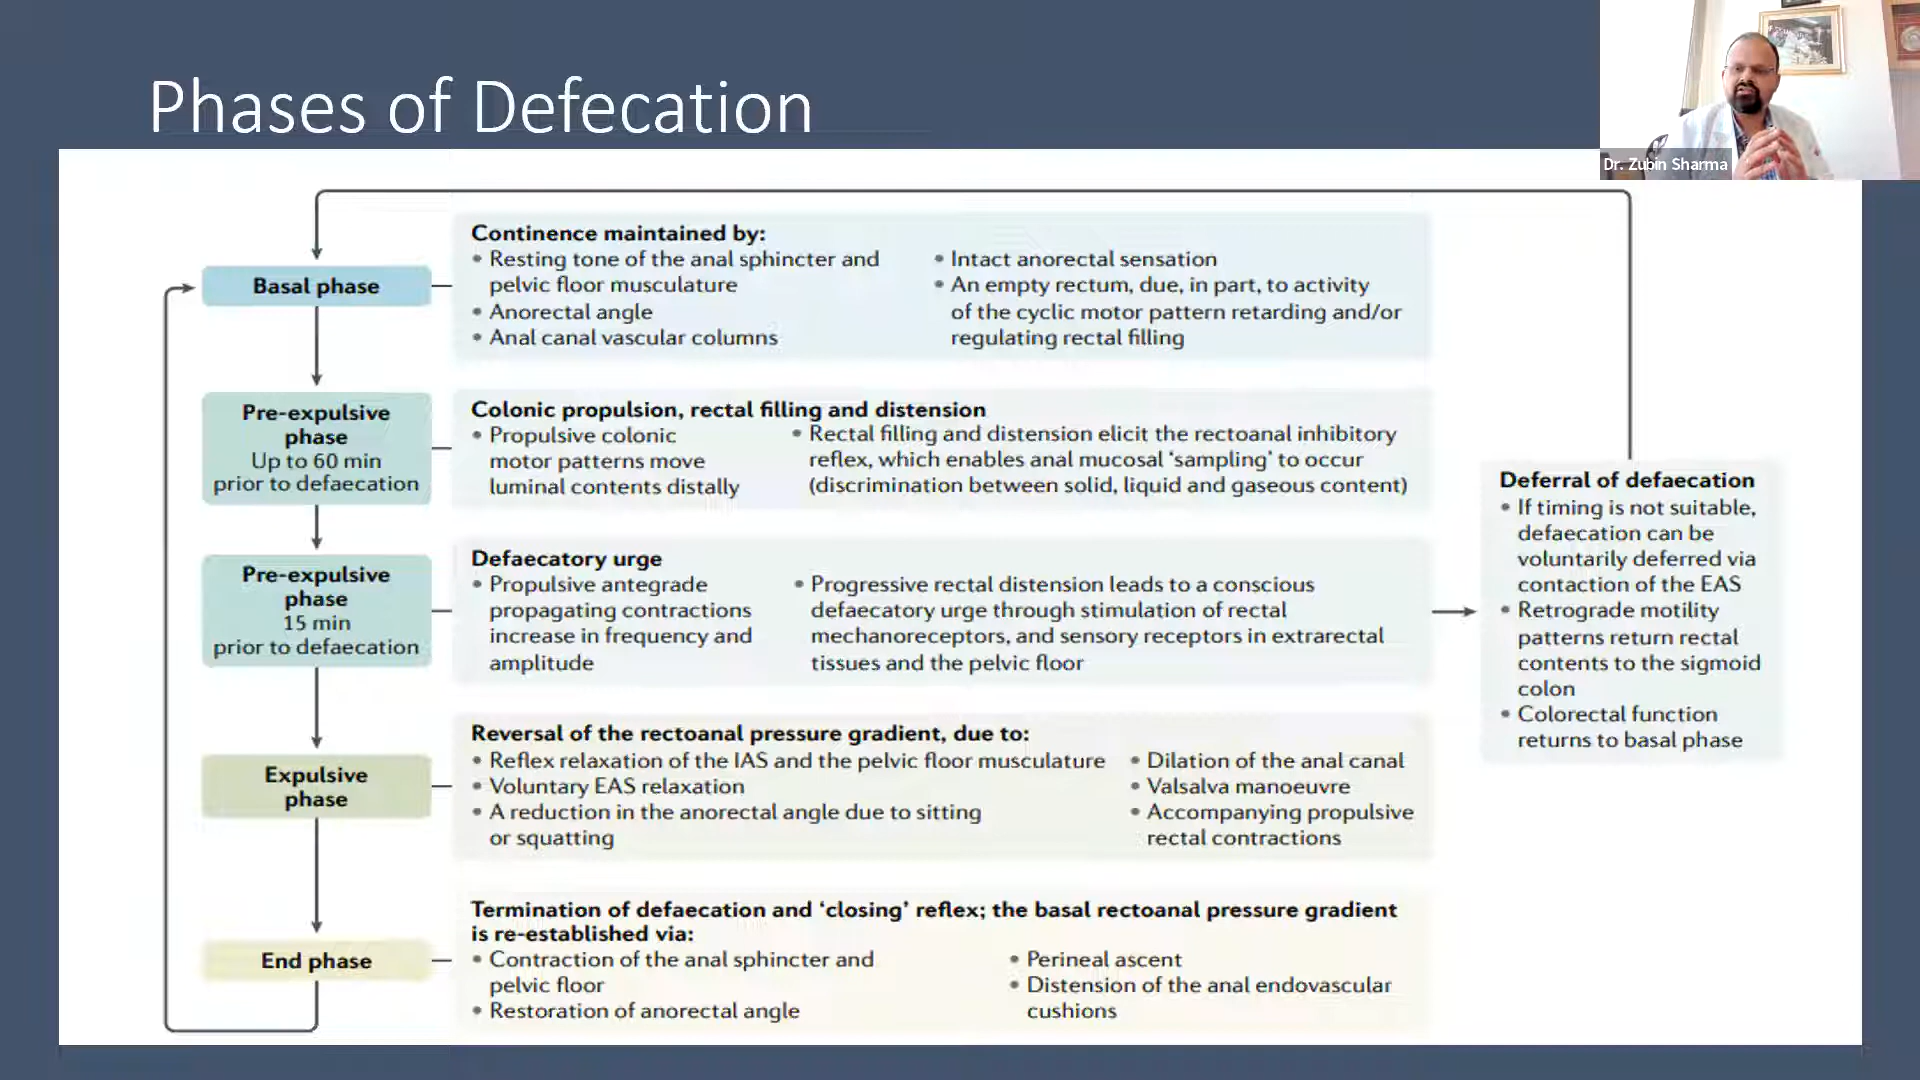 Phases of Defecation
Dr. Zubin Sharma
Basal phase
Continence maintained by:
• Resting tone of the anal sphincter and
pelvic floor musculature
• Anorectal angle
• Anal canal vascular columns
• Intact anorectal sensation
• An empty rectum, due, in part, to activity
of the cyclic motor pattern retarding and/or
regulating rectal filling
Pre-expulsive
phase
Up to 60 min
prior to defaecation
Colonic propulsion, rectal filling and distension
• Propulsive colonic
motor patterns move
luminal contents distally
• Rectal filling and distension elicit the rectoanal inhibitory
reflex, which enables anal mucosal ‘sampling’ to occur
(discrimination between solid, liquid and gaseous content)
Pre-expulsive
phase
15 min
prior to defaecation
Defaecatory urge
• Propulsive antegrade
propagating contractions
increase in frequency and
amplitude
• Progressive rectal distension leads to a conscious
defaecatory urge through stimulation of rectal
mechanoreceptors, and sensory receptors in extrarectal
tissues and the pelvic floor
Deferral of defaecation
• If timing is not suitable,
defaecation can be
voluntarily deferred via
contaction of the EAS
• Retrograde motility
patterns return rectal
contents to the sigmoid
colon
• Colorectal function
returns to basal phase
Expulsive
phase
Reversal of the rectoanal pressure gradient, due to:
• Reflex relaxation of the IAS and the pelvic floor musculature
• Voluntary EAS relaxation
• A reduction in the anorectal angle due to sitting
or squatting
• Dilation of the anal canal
• Valsalva manoeuvre
• Accompanying propulsive
rectal contractions
End phase
Termination of defaecation and ‘closing’ reflex; the basal rectoanal pressure gradient
is re-established via:
• Contraction of the anal sphincter and
pelvic floor
• Restoration of anorectal angle
• Perineal ascent
• Distension of the anal endovascular
cushions